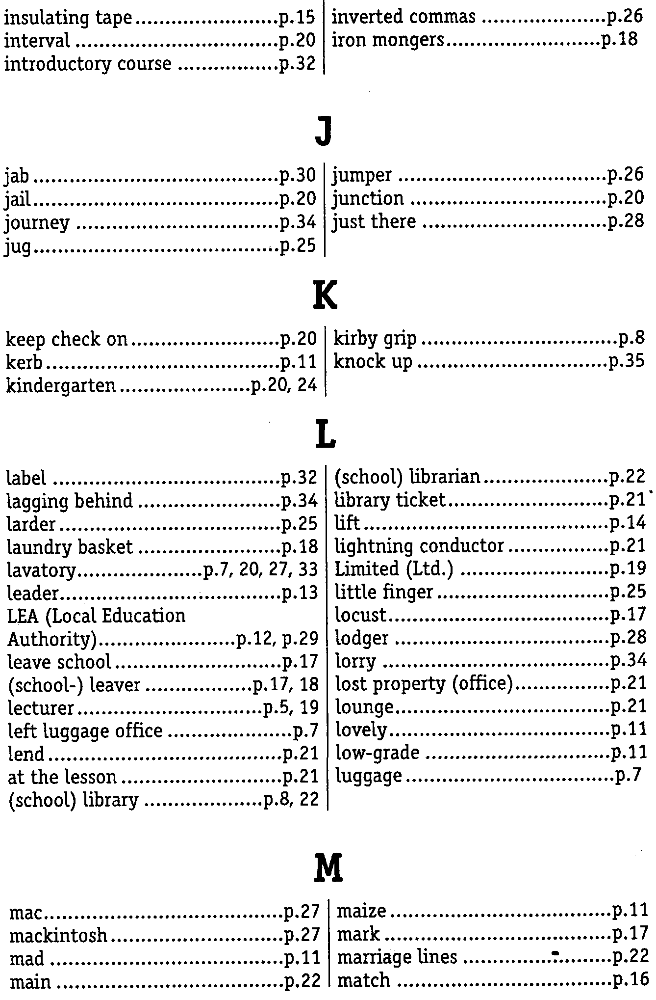 insulating tape........................p.15
interval ..................................p.20
introductory course .................p.32
inverted commas .....................p.26
iron mongers..........................p.18
J
jab .........................................p.30
jail.........................................p.20
journey ..................................p.34
jug.........................................p.25
jumper ...................................p.26
junction .................................p.20
just there ...............................p.28
K
keep check on.........................p.20
kerb.......................................p.11
kindergarten......................p.20, 24
kirby grip .................................p.8
knock up ................................p.35
L
label ......................................p.32
lagging behind ........................p.34
larder.....................................p.25
laundry basket ........................p.18
lavatory.....................p.7, 20, 27, 33
leader.....................................p.13
LEA (Local Education
Authority).......................p.12, p.29
leave school............................p.17
(school-) leaver ..................p.17, 18
lecturer...............................p.5, 19
left luggage office .....................p.7
lend.......................................p.21
at the lesson ...........................p.21
(school) library ....................p.8, 22
(school) librarian.....................p.22
library ticket...........................p.21
lift.........................................p.14
lightning conductor .................p.21
Limited (Ltd.) .........................p.19
little finger .............................p.25
locust.....................................p.17
lodger ....................................p.28
lorry ......................................p.34
lost property (office)................p.21
lounge....................................p.21
lovely.....................................p.11
low-grade ...............................p.11
luggage...................................p.7
M
mac........................................p.27
mackintosh.............................p.27
mad .......................................p.11
main ......................................p.22
maize .....................................p.11
mark ......................................p.17
marriage lines .........................p.22
match ....................................p.16